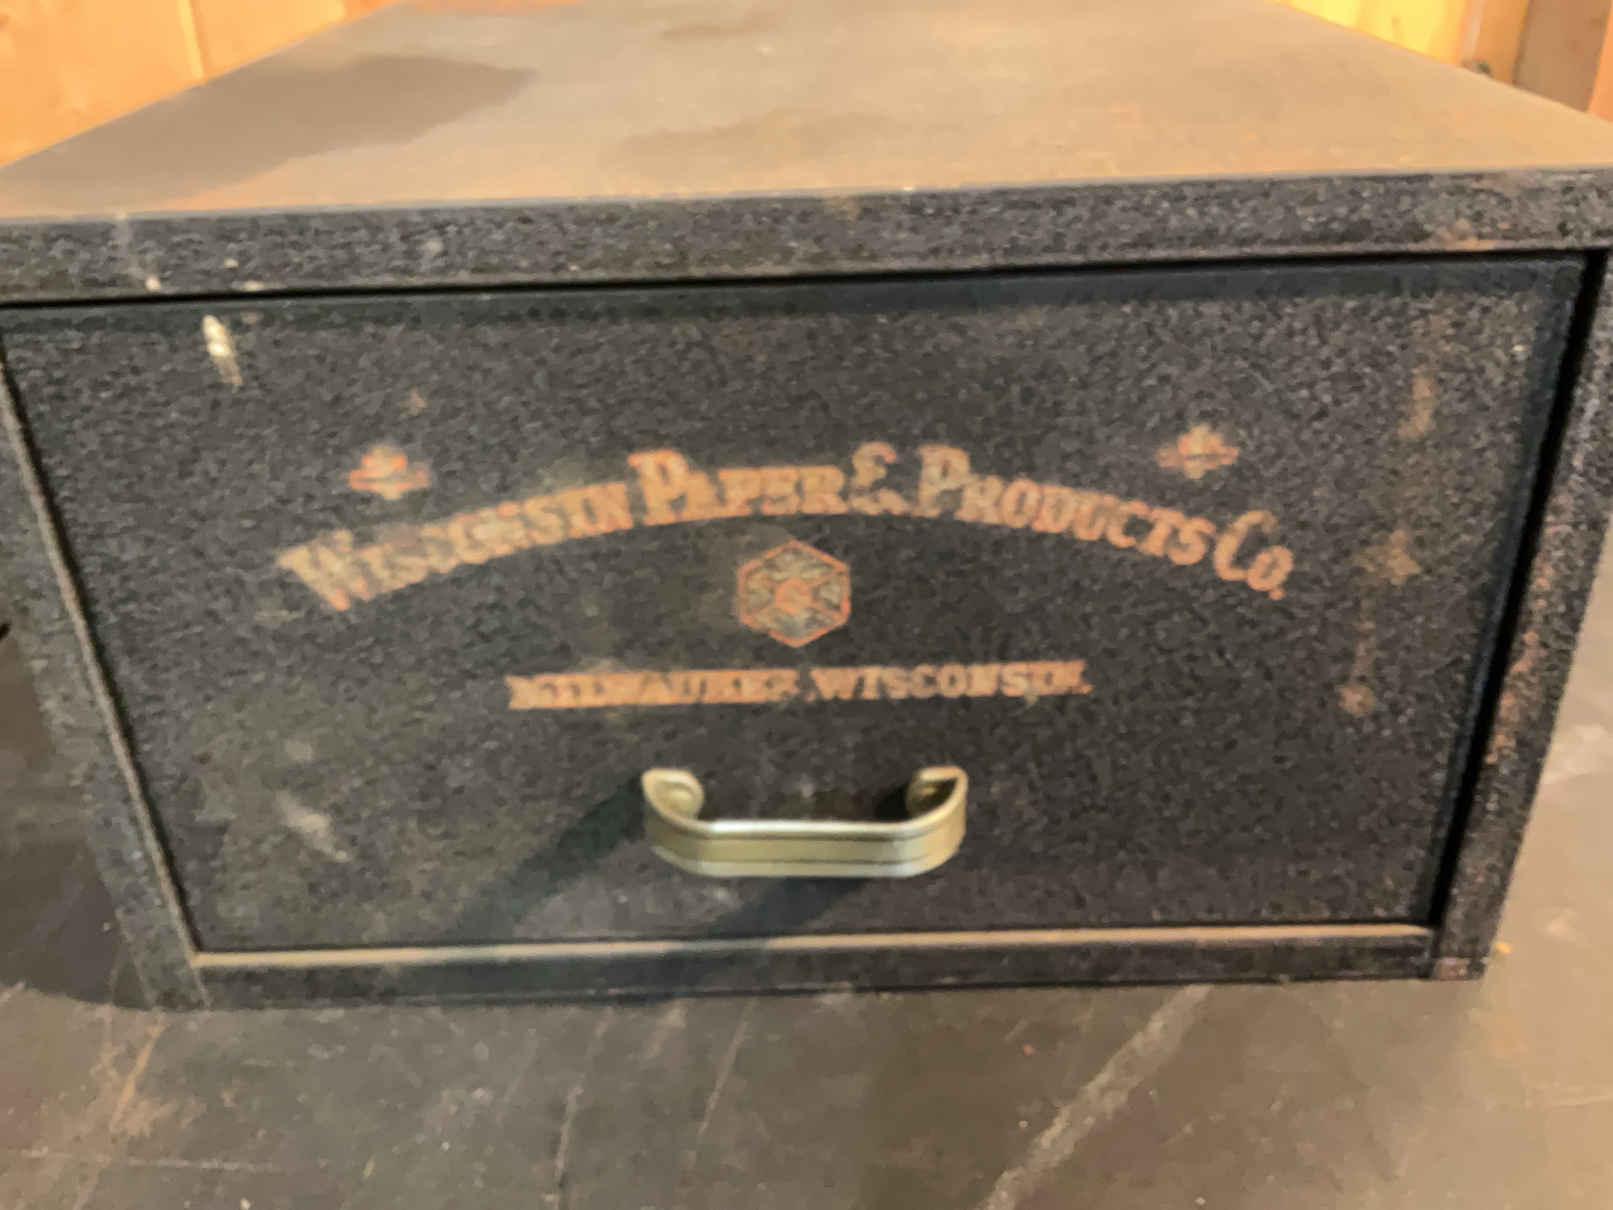 Wisconsin Paper & Products Co.
Milwaukee, Wisconsin.